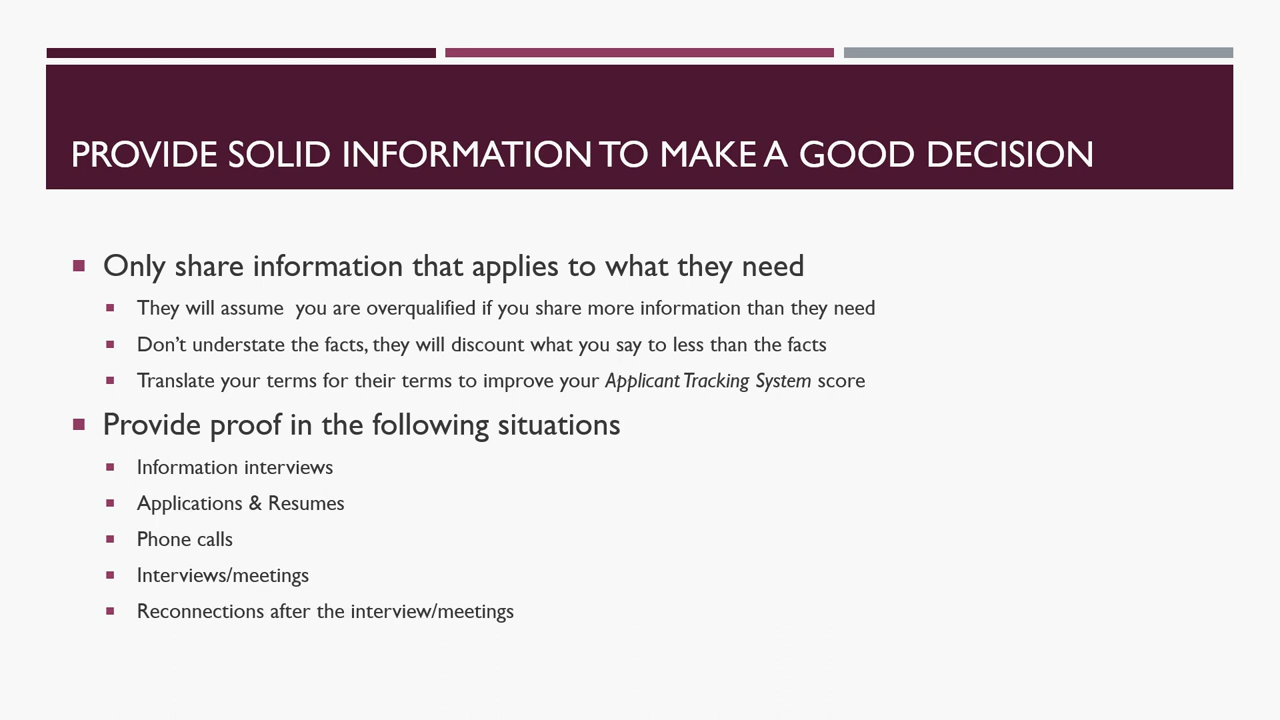 PROVIDE SOLID INFORMATION TO MAKE A GOOD DECISION
Only share information that applies to what they need
They will assume  you are overqualified if you share more information than they need
Don’t understate the facts, they will discount what you say to less than the facts
Translate your terms for their terms to improve your Applicant Tracking System score
Provide proof in the following situations
Information interviews
Applications & Resumes
Phone calls
Interviews/meetings
Reconnections after the interview/meetings